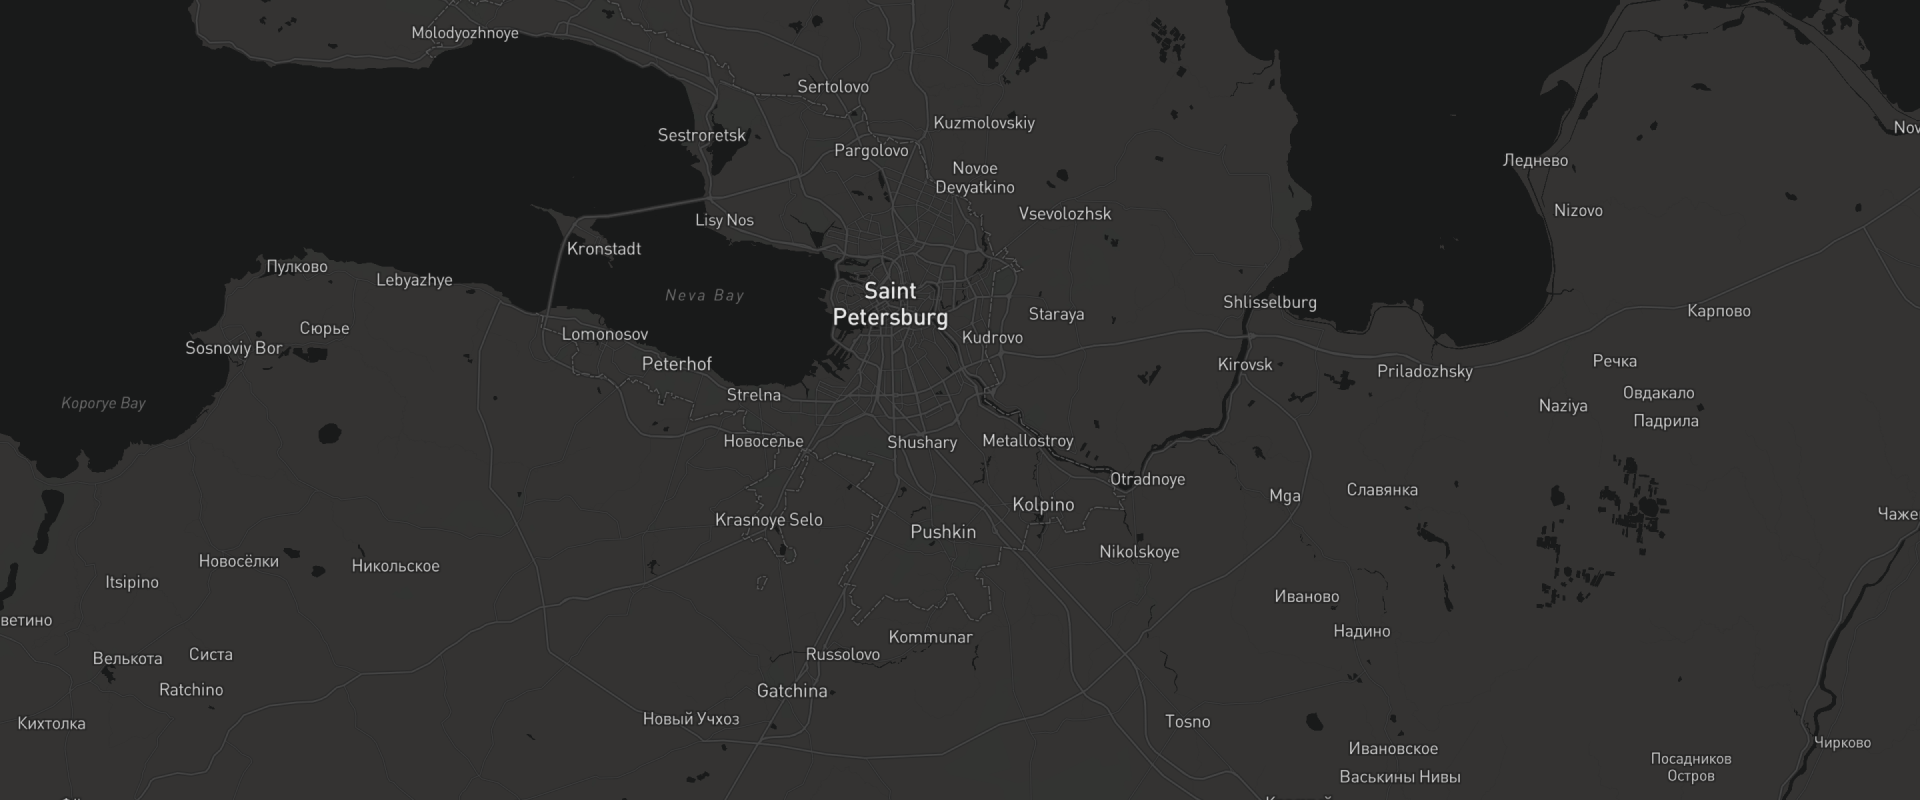 Molodyozhnoye
Sertolovo
Kuzmolovskiy
Nov
Sestroretsk
Pargolovo
Леднево
Novoe
Devyatkino
Nizovo
Vsevolozhsk
Lisy Nos
Kronstadt
Пулково
Lebyazhye
Neva Bay
Saint
Petersburg
Shlisselburg
Карпово
Staraya
Сюрье
Lomonosov
Kudrovo
Sosnoviy Bor
Peterhof
Kirovsk
Речка
Priladozhsky
Овдакало
Strelna
Koporye Bay
Naziya
Падрила
Новоселье
Shushary
Metallostroy
Otradnoye
Славянка
Mga
Kolpino
Чаже
Krasnoye Selo
Pushkin
Nikolskoye
Новосёлки
Никольское
Itsipino
Иваново
ветино
Надино
Kommunar
Велькота
Систа
Russolovo
Ratchino
Gatchina
Кихтолка
Новый Учхоз
Tosno
Чирково
Ивановское
Посадников
Остров
Васькины Нивы